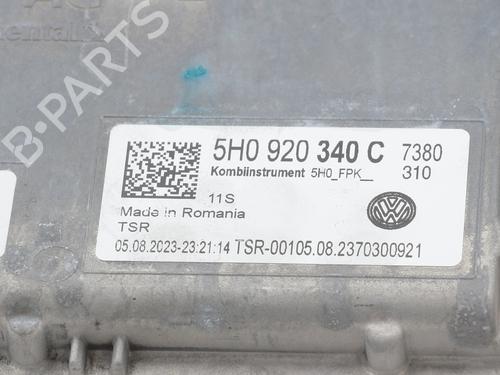 B-PARTS
5H0 920 340 C 7380
Kombiinstrument 5H0_FPK__ 310
11S
Made in Romania
TSR
05.08.2023-23:21:14 TSR-00105.08.2370300921